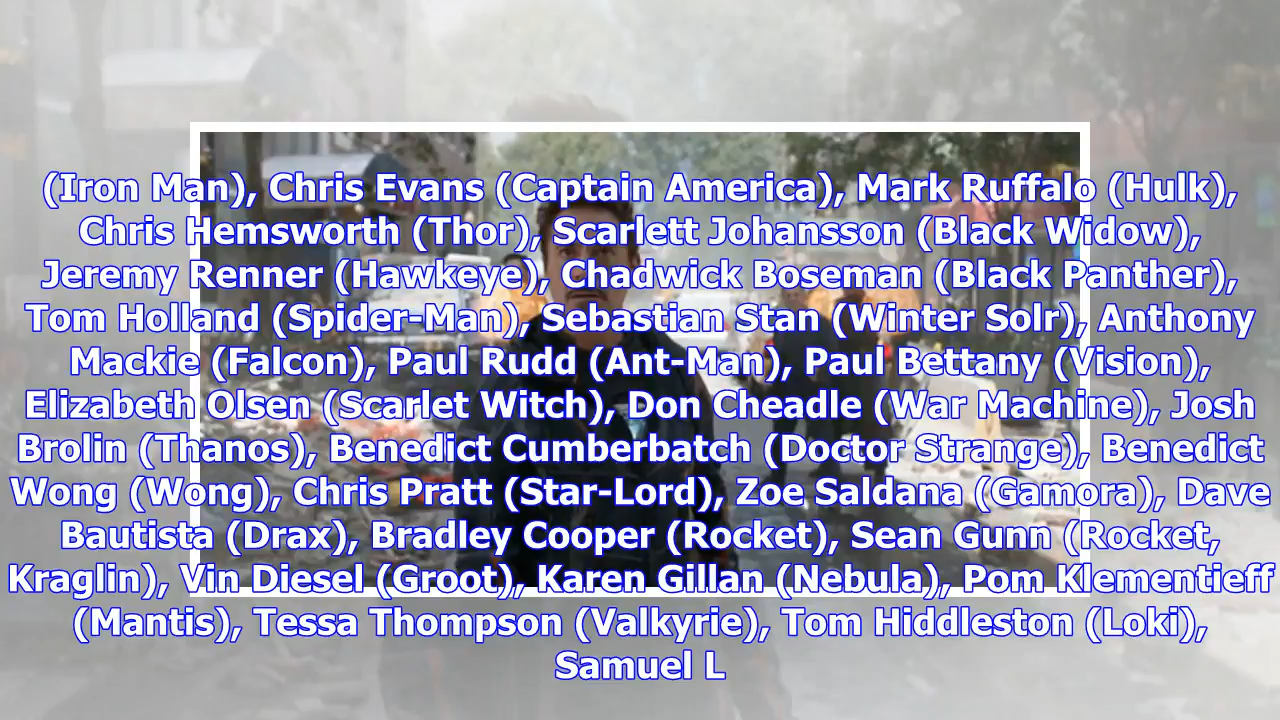 (Iron Man), Chris Evans (Captain America), Mark Ruffalo (Hulk),
Chris Hemsworth (Thor), Scarlett Johansson (Black Widow),
Jeremy Renner (Hawkeye), Chadwick Boseman (Black Panther),
Tom Holland (Spider-Man), Sebastian Stan (Winter Solr), Anthony
Mackie (Falcon), Paul Rudd (Ant-Man), Paul Bettany (Vision),
Elizabeth Olsen (Scarlet Witch), Don Cheadle (War Machine), Josh
Brolin (Thanos), Benedict Cumberbatch (Doctor Strange), Benedict
Wong (Wong), Chris Pratt (Star-Lord), Zoe Saldana (Gamora), Dave
Bautista (Drax), Bradley Cooper (Rocket), Sean Gunn (Rocket,
Kraglin), Vin Diesel (Groot), Karen Gillan (Nebula), Pom Klementieff
(Mantis), Tessa Thompson (Valkyrie), Tom Hiddleston (Loki),
Samuel L